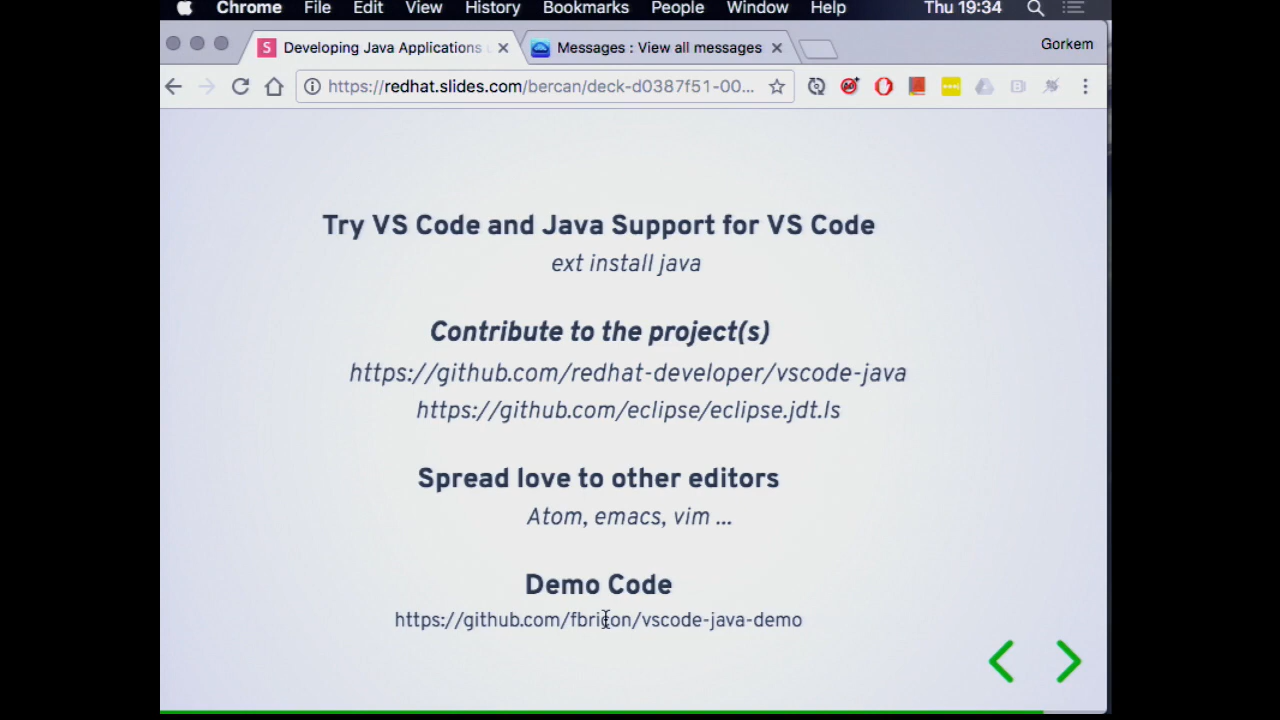 Chrome File Edit View History Bookmarks People Window Help Thu 19:34
Developing Java Applications Messages : View all messages Gorkem
https://redhat.slides.com/bercan/deck-d0387f51-00...
Try VS Code and Java Support for VS Code
ext install java
Contribute to the project(s)
https://github.com/redhat-developer/vscode-java
https://github.com/eclipse/eclipse.jdt.ls
Spread love to other editors
Atom, emacs, vim ...
Demo Code
https://github.com/fbricon/vscode-java-demo